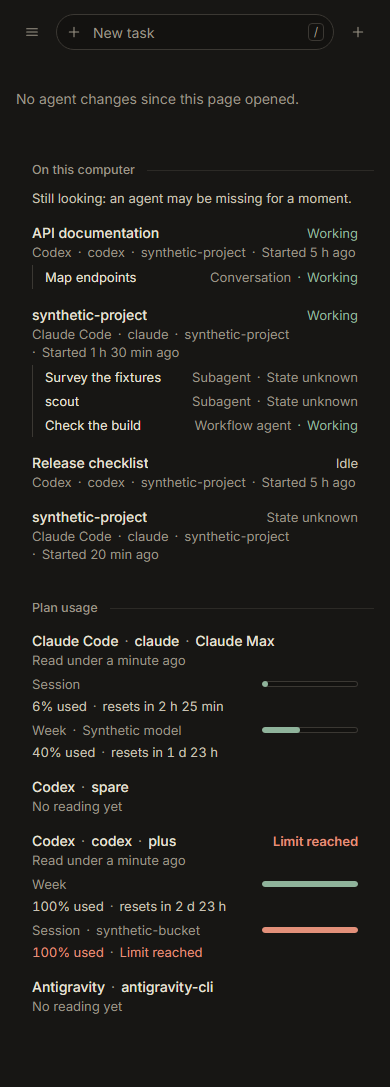 New task /
No agent changes since this page opened.
On this computer
Still looking: an agent may be missing for a moment.
API documentation Working
Codex · codex · synthetic-project · Started 5 h ago
Map endpoints Conversation · Working
synthetic-project Working
Claude Code · claude · synthetic-project
· Started 1 h 30 min ago
Survey the fixtures Subagent · State unknown
scout Subagent · State unknown
Check the build Workflow agent · Working
Release checklist Idle
Codex · codex · synthetic-project · Started 5 h ago
synthetic-project State unknown
Claude Code · claude · synthetic-project
· Started 20 min ago
Plan usage
Claude Code · claude · Claude Max
Read under a minute ago
Session
6% used · resets in 2 h 25 min
Week · Synthetic model
40% used · resets in 1 d 23 h
Codex · spare
No reading yet
Codex · codex · plus Limit reached
Read under a minute ago
Week
100% used · resets in 2 d 23 h
Session · synthetic-bucket
100% used · Limit reached
Antigravity · antigravity-cli
No reading yet